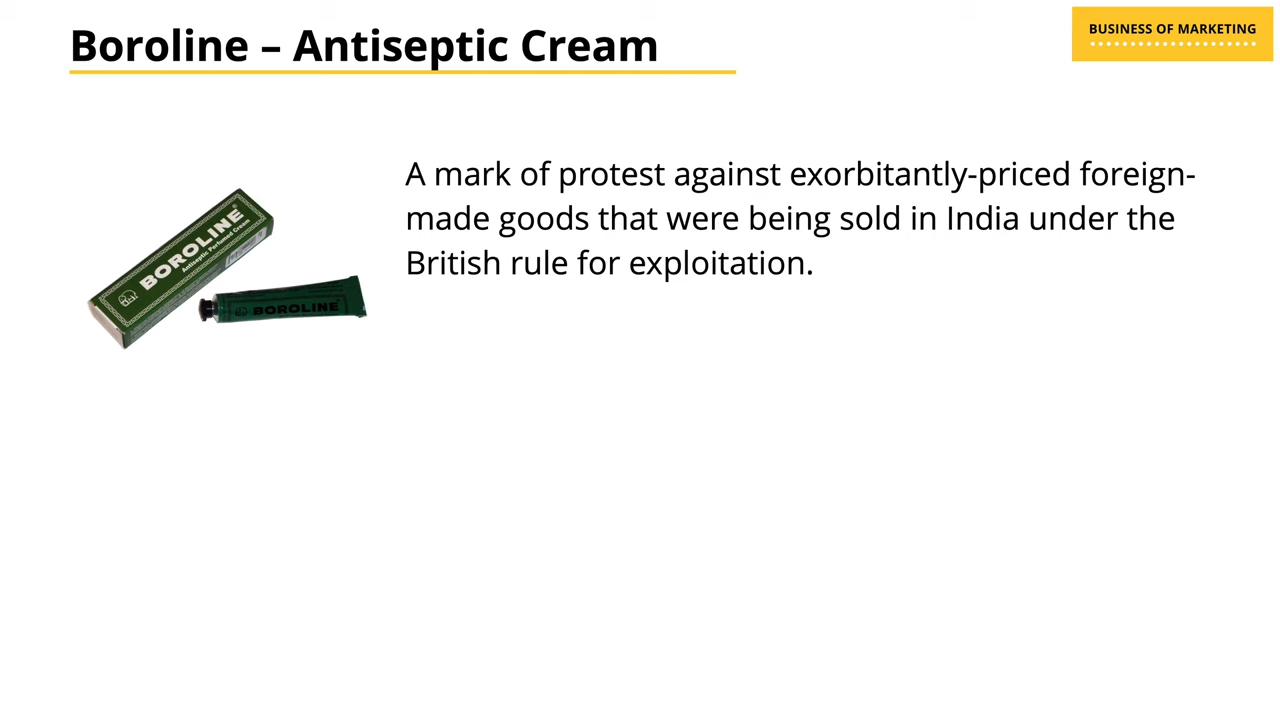 Boroline – Antiseptic Cream
BUSINESS OF MARKETING
A mark of protest against exorbitantly-priced foreign-
made goods that were being sold in India under the
British rule for exploitation.
BOROLINE
Antiseptic Perfumed Cream
BOROLINE